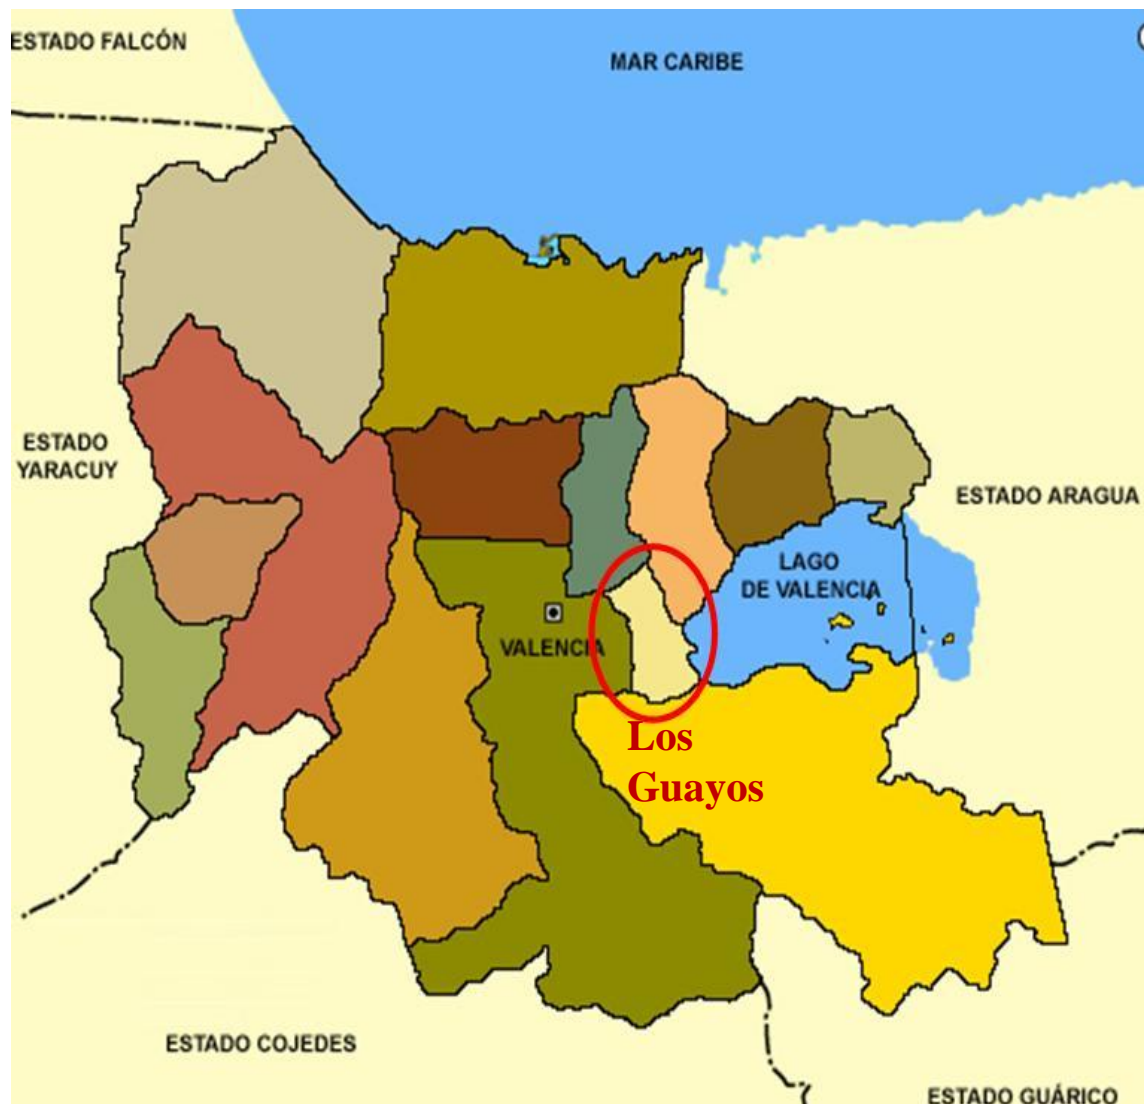 ESTADO FALCÓN
MAR CARIBE
ESTADO
YARACUY
ESTADO ARAGUA
LAGO
DE VALENCIA
VALENCIA
Los
Guayos
ESTADO COJEDES
ESTADO GUÁRICO